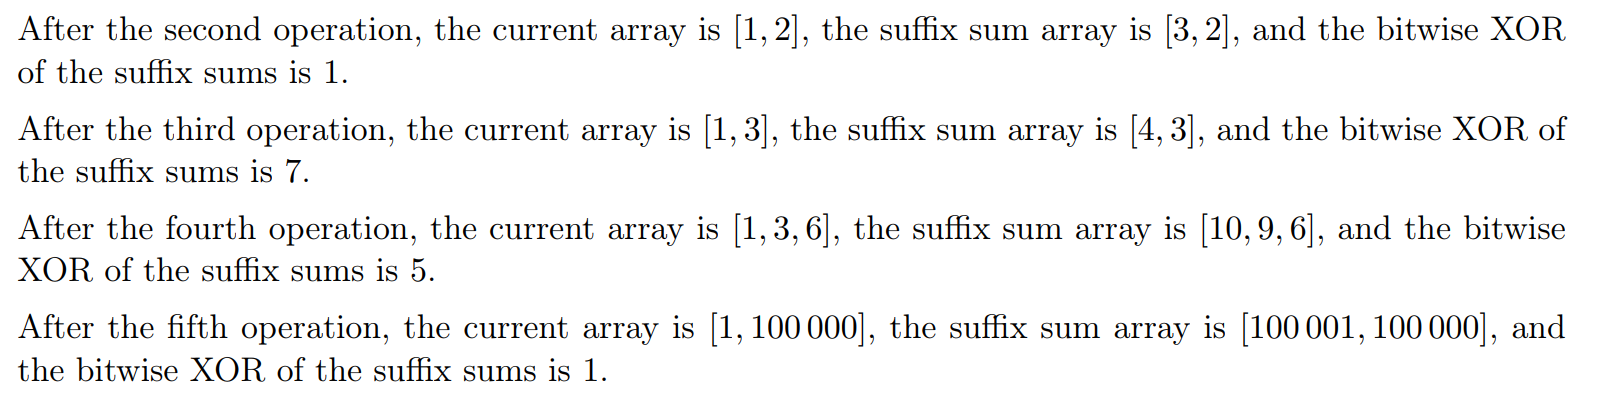 After the second operation, the current array is [1, 2], the suffix sum array is [3, 2], and the bitwise XOR
of the suffix sums is 1.
After the third operation, the current array is [1, 3], the suffix sum array is [4, 3], and the bitwise XOR of
the suffix sums is 7.
After the fourth operation, the current array is [1, 3, 6], the suffix sum array is [10, 9, 6], and the bitwise
XOR of the suffix sums is 5.
After the fifth operation, the current array is [1, 100 000], the suffix sum array is [100 001, 100 000], and
the bitwise XOR of the suffix sums is 1.